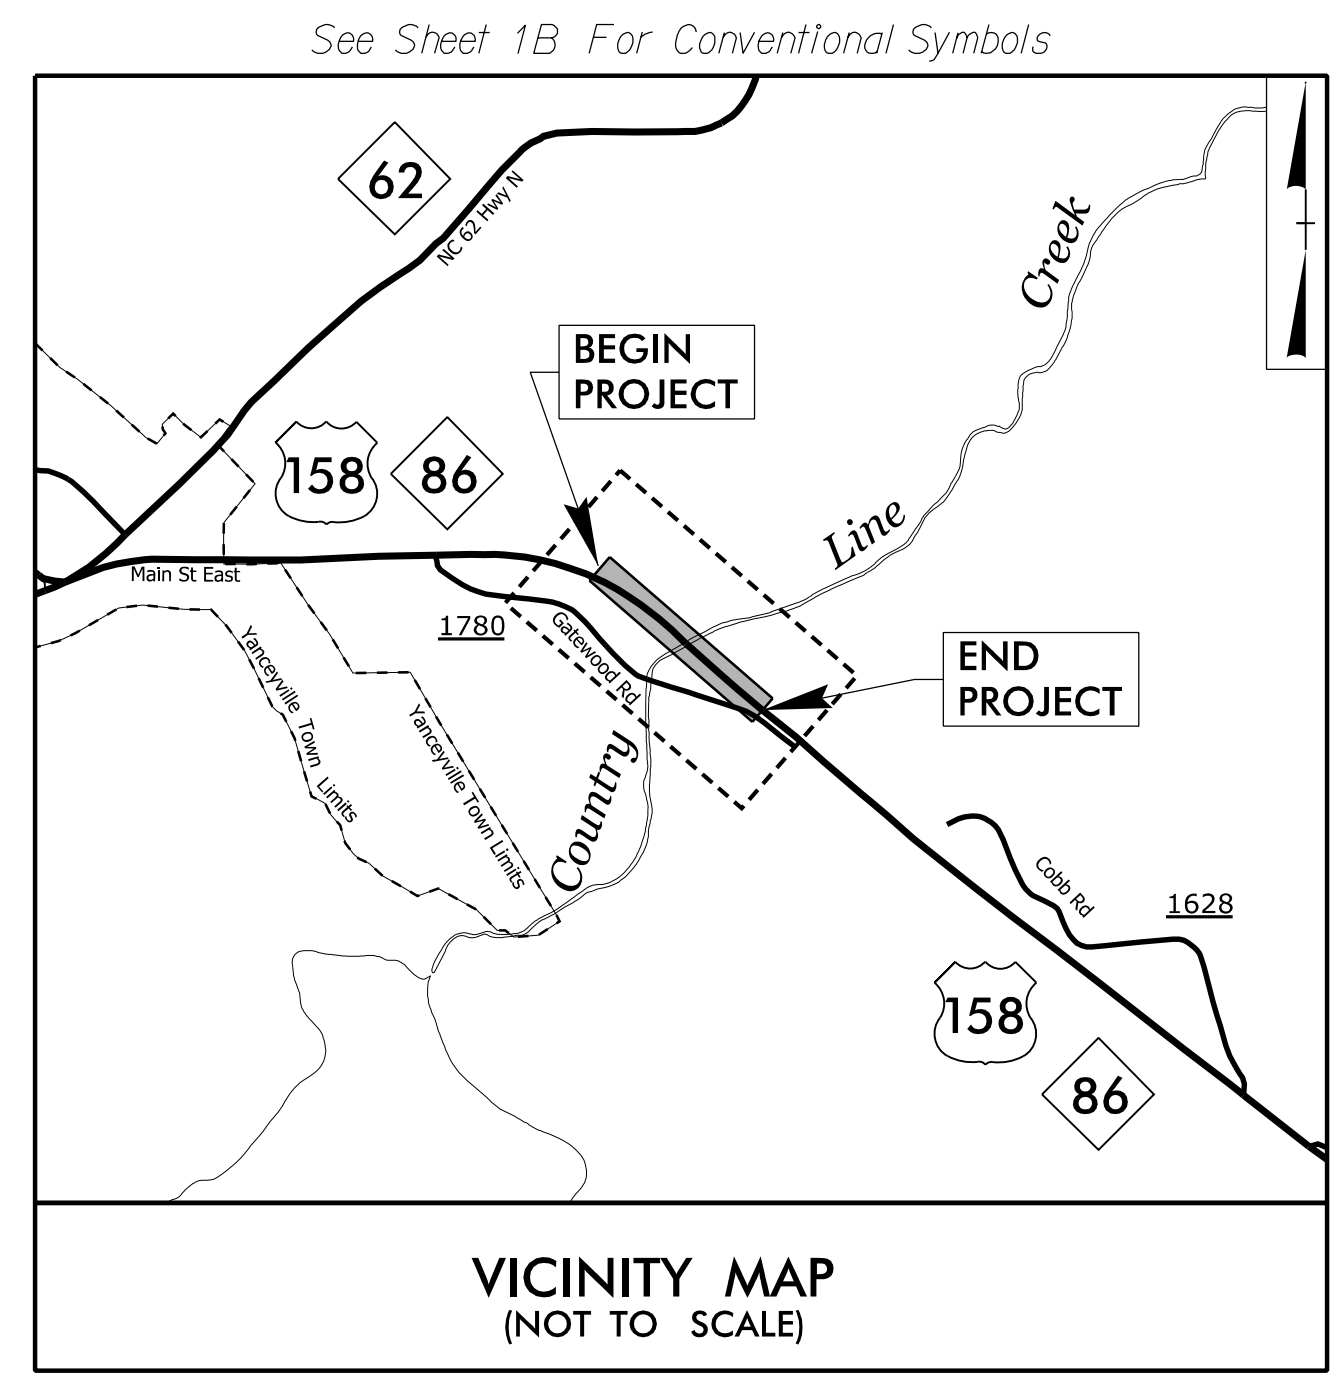 See Sheet 1B For Conventional Symbols
62
NC 62 Hwy N
Creek
BEGIN
PROJECT
158
86
Line
Main St East
1780
Gatewood Rd
END
PROJECT
Yanceyville Town Limits
Yanceyville Town Limits
Country
Cobb Rd
1628
158
86
VICINITY MAP
(NOT TO SCALE)